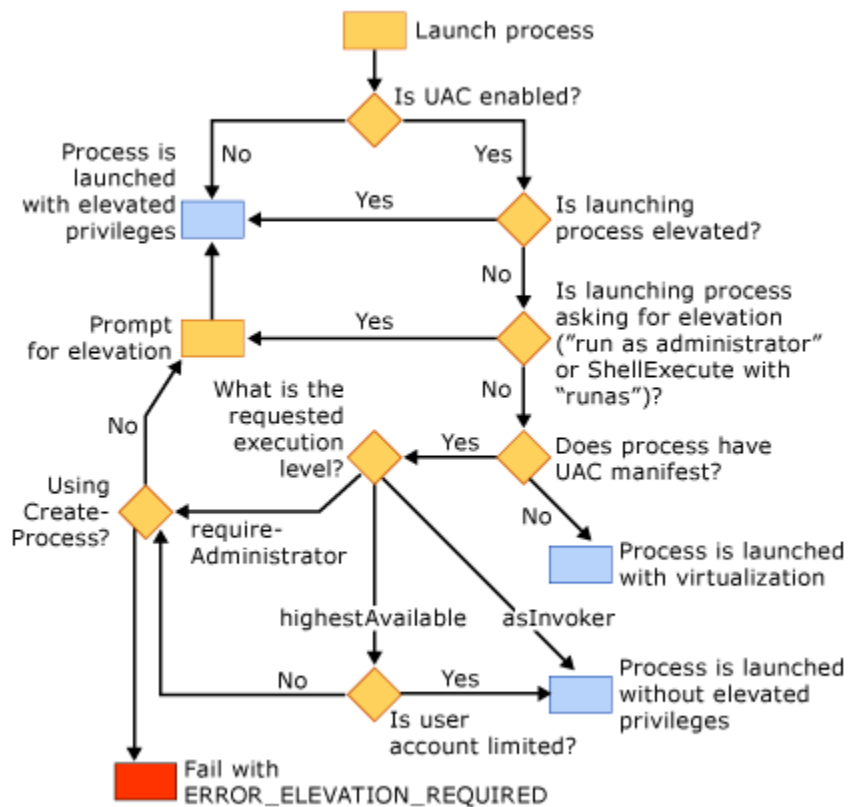 Launch process
Is UAC enabled?
No
Yes
Process is
launched
with elevated
privileges
Yes
Is launching
process elevated?
No
Is launching process
asking for elevation
("run as administrator"
or ShellExecute with
"runas")?
Prompt
for elevation
Yes
No
What is the
requested
execution
level?
Yes
Does process have
UAC manifest?
No
Using
Create-
Process?
require-
Administrator
No
Process is launched
with virtualization
highestAvailable
asInvoker
No
Yes
Process is launched
without elevated
privileges
Is user
account limited?
Fail with
ERROR_ELEVATION_REQUIRED